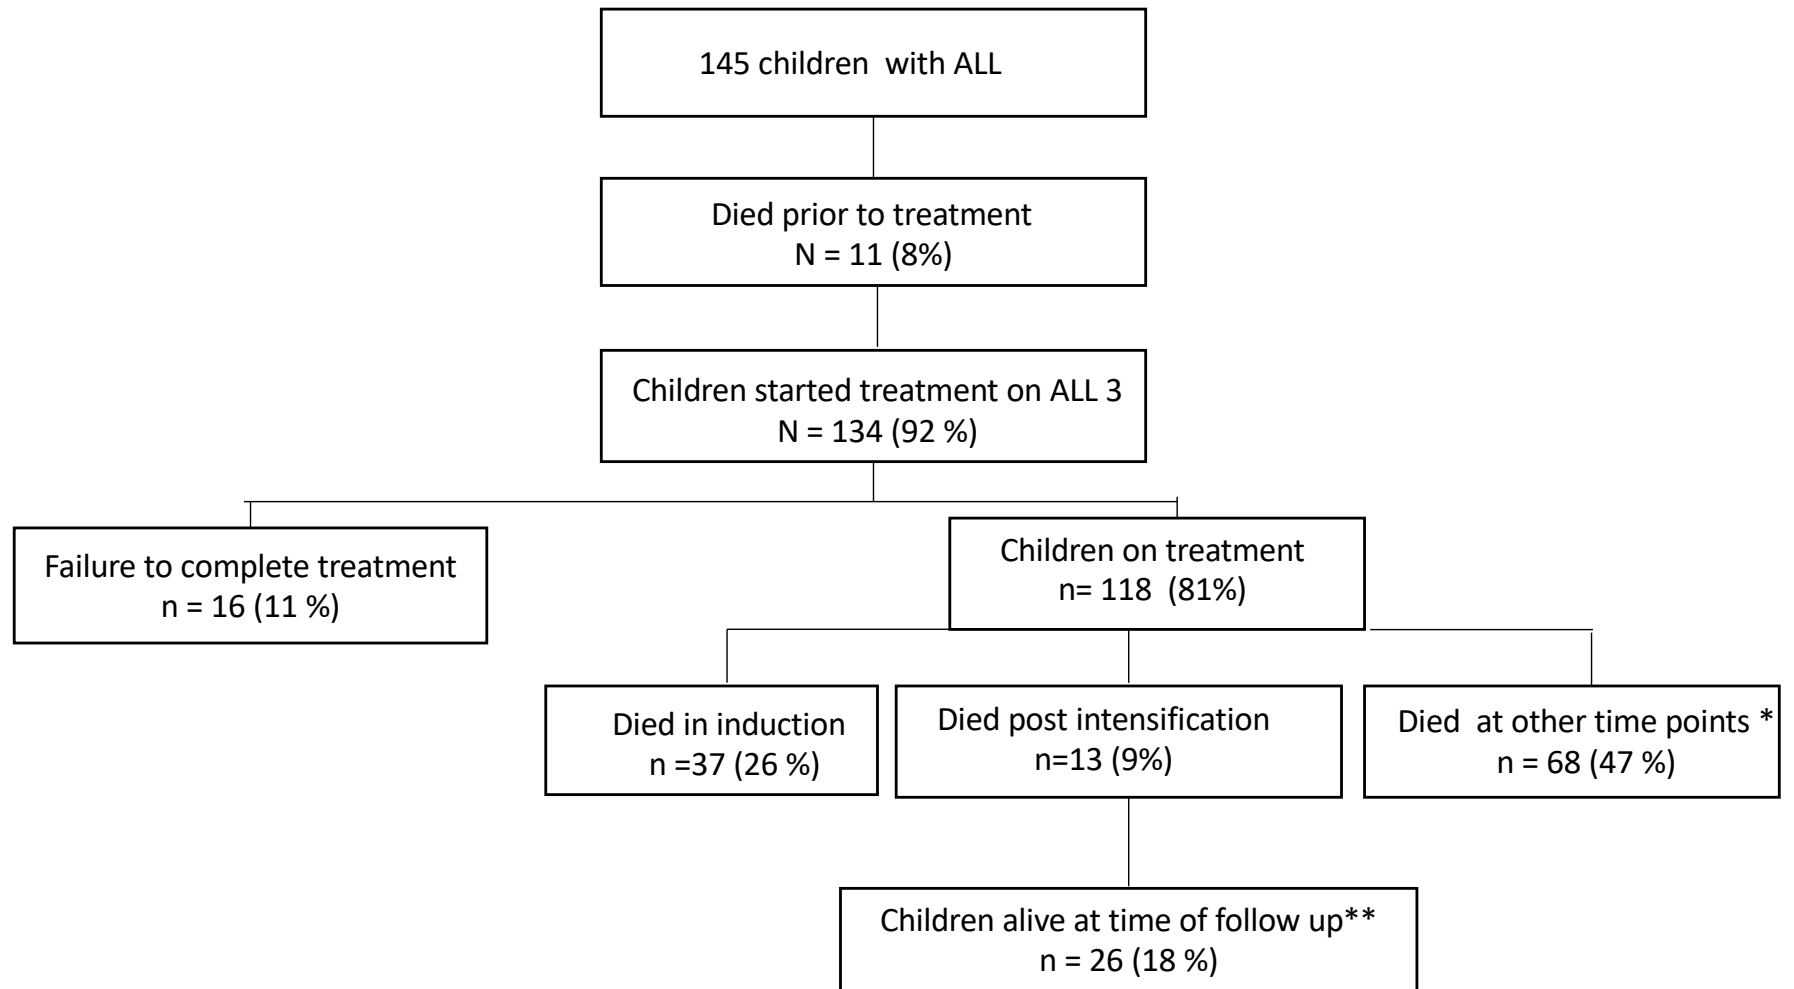 145 children with ALL
Died prior to treatment
N = 11 (8%)
Children started treatment on ALL 3
N = 134 (92 %)
Failure to complete treatment
n = 16 (11 %)
Children on treatment
n= 118 (81%)
Died in induction
n =37 (26 %)
Died post intensification
n=13 (9%)
Died at other time points *
n = 68 (47 %)
Children alive at time of follow up**
n = 26 (18 %)